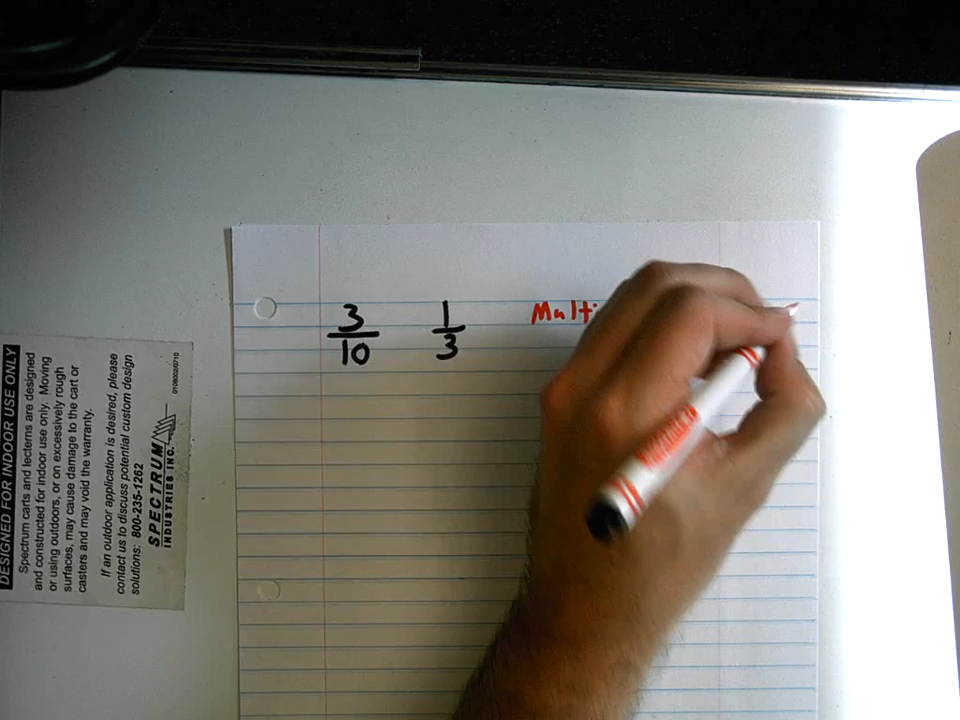 3/10 1/3 Multi
DESIGNED FOR INDOOR USE ONLY
Spectrum carts and lecterns are designed
and constructed for indoor use only. Moving
or using outdoors, or on excessively rough
surfaces, may cause damage to the cart or
casters and may void the warranty.
If an outdoor application is desired, please
contact us to discuss potential custom design
solutions: 800-235-1262
SPECTRUM
INDUSTRIES INC.